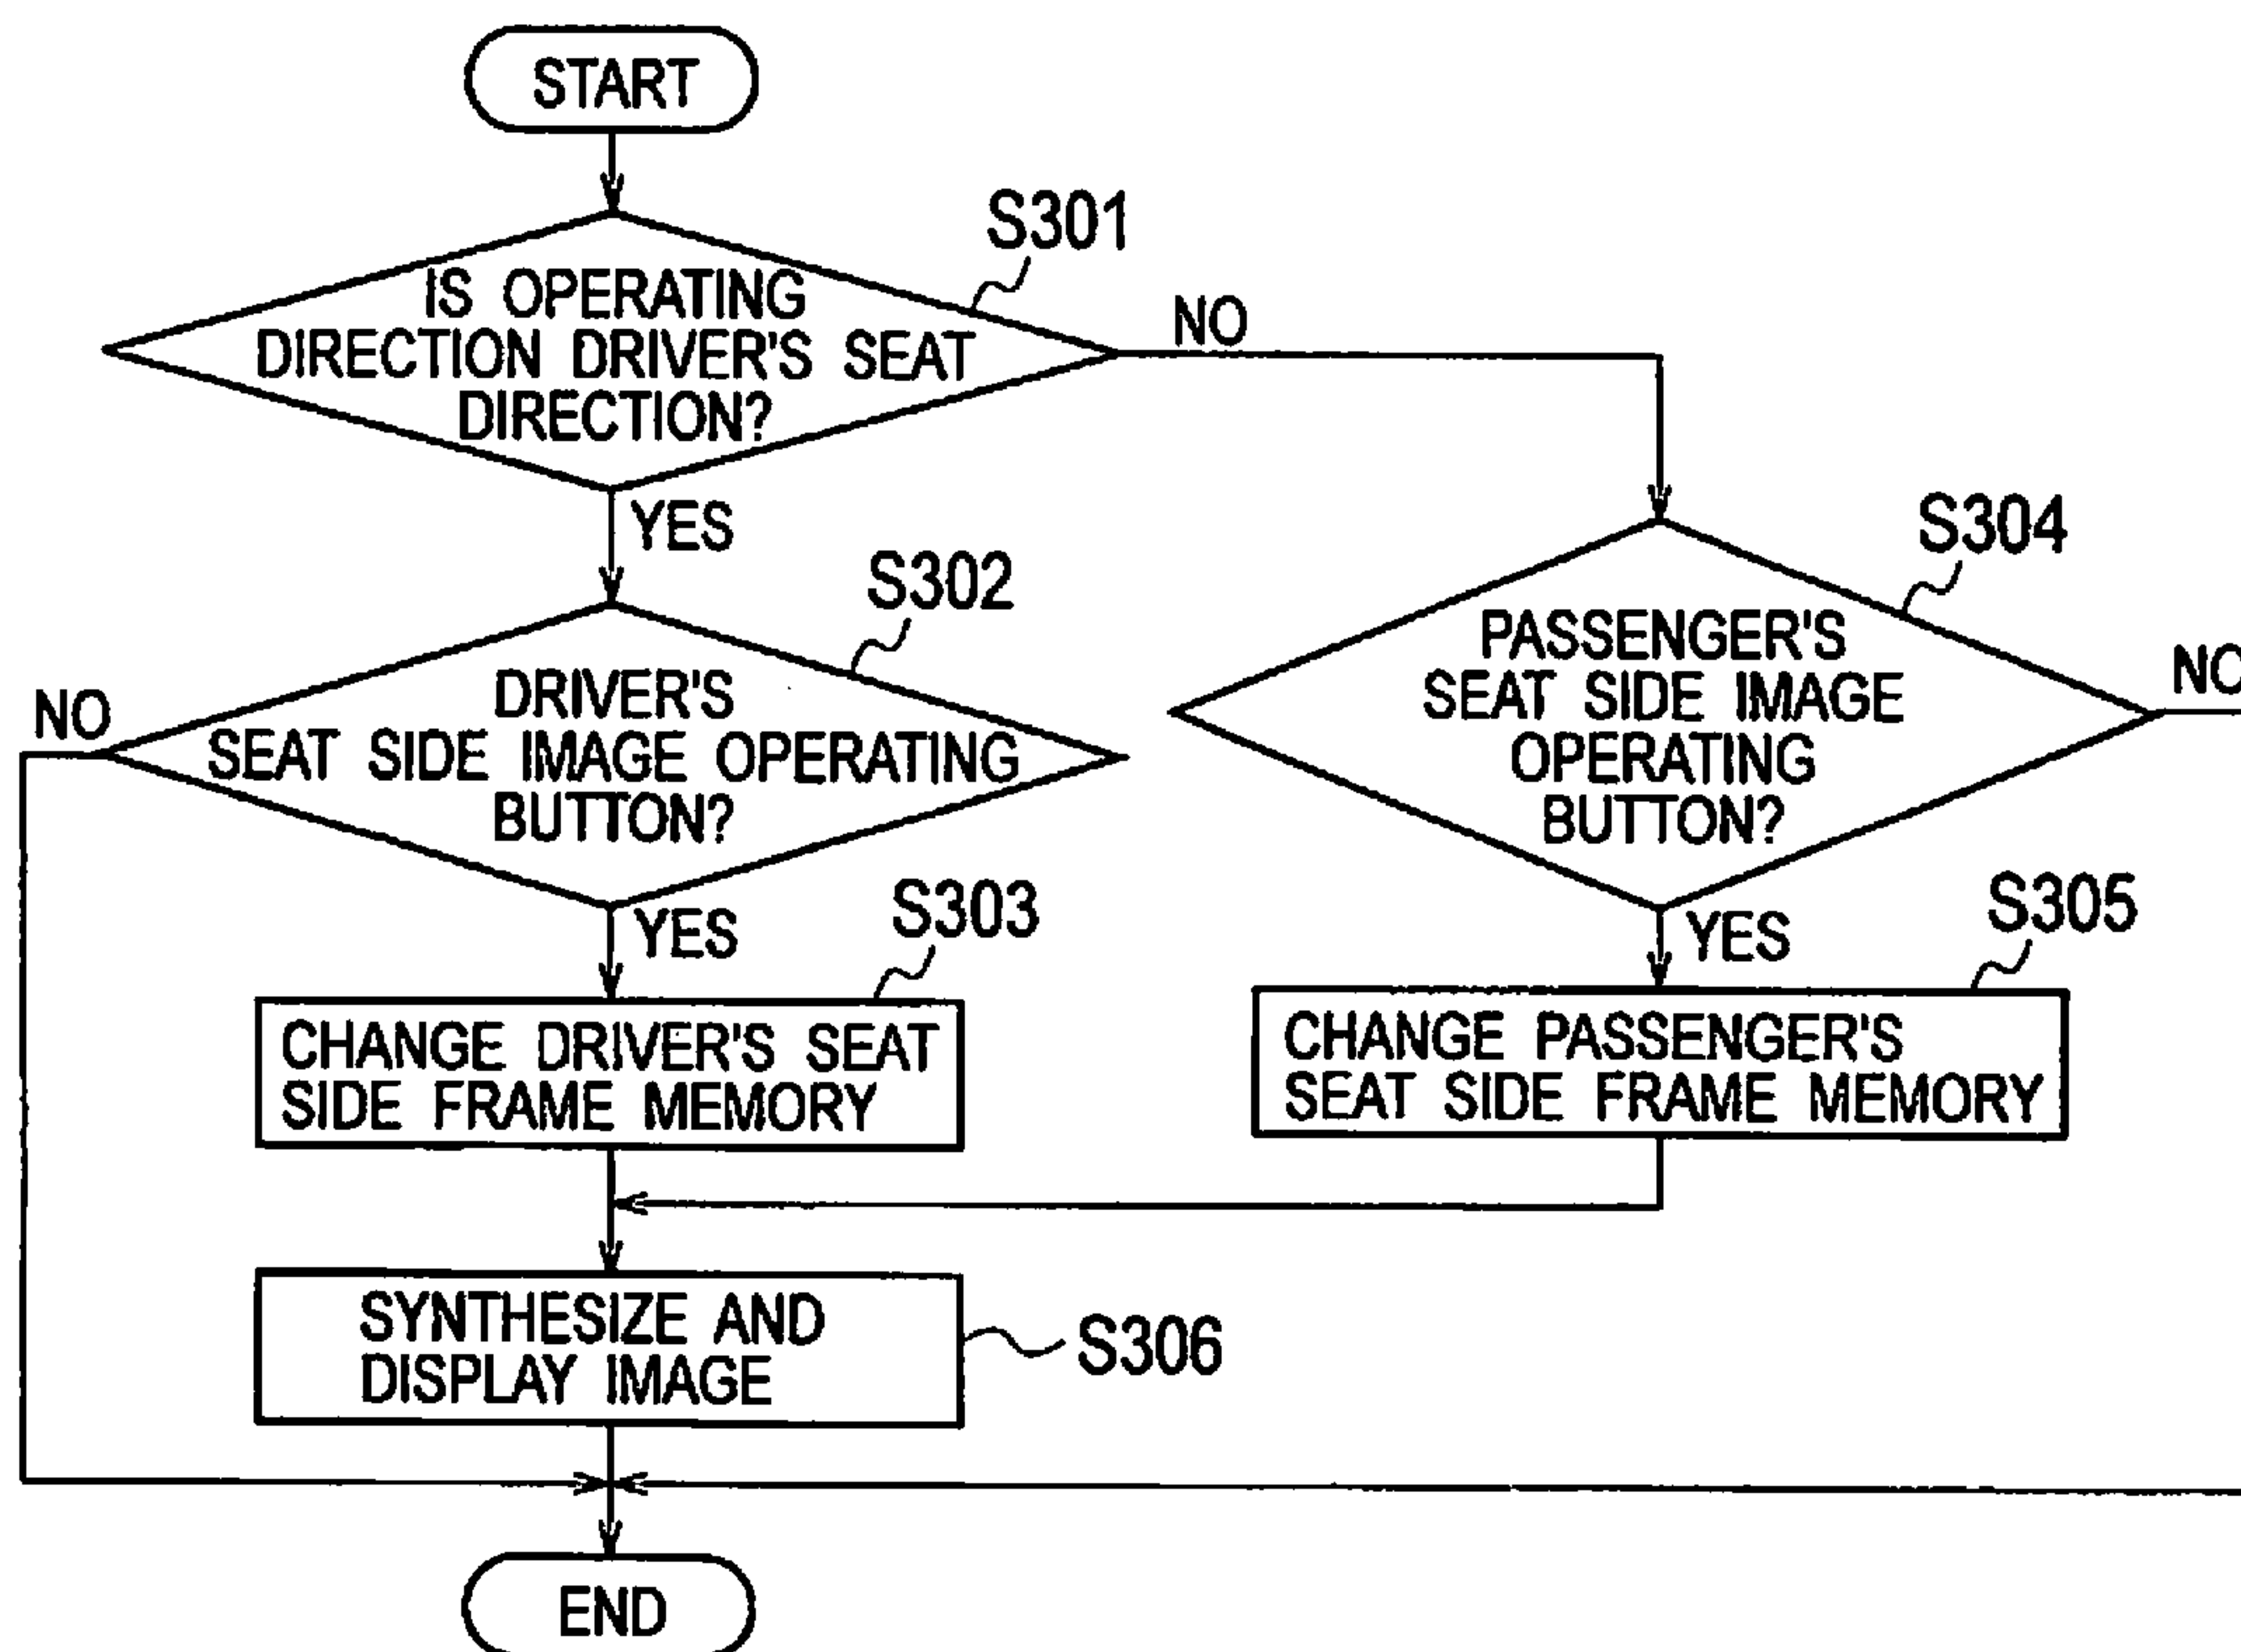 START
S301
IS OPERATING
DIRECTION DRIVER'S SEAT
DIRECTION?
NO
YES
S302
DRIVER'S
SEAT SIDE IMAGE OPERATING
BUTTON?
NO
YES
S304
PASSENGER'S
SEAT SIDE IMAGE
OPERATING
BUTTON?
NO
YES
S303
CHANGE DRIVER'S SEAT
SIDE FRAME MEMORY
S305
CHANGE PASSENGER'S
SEAT SIDE FRAME MEMORY
SYNTHESIZE AND
DISPLAY IMAGE
S306
END